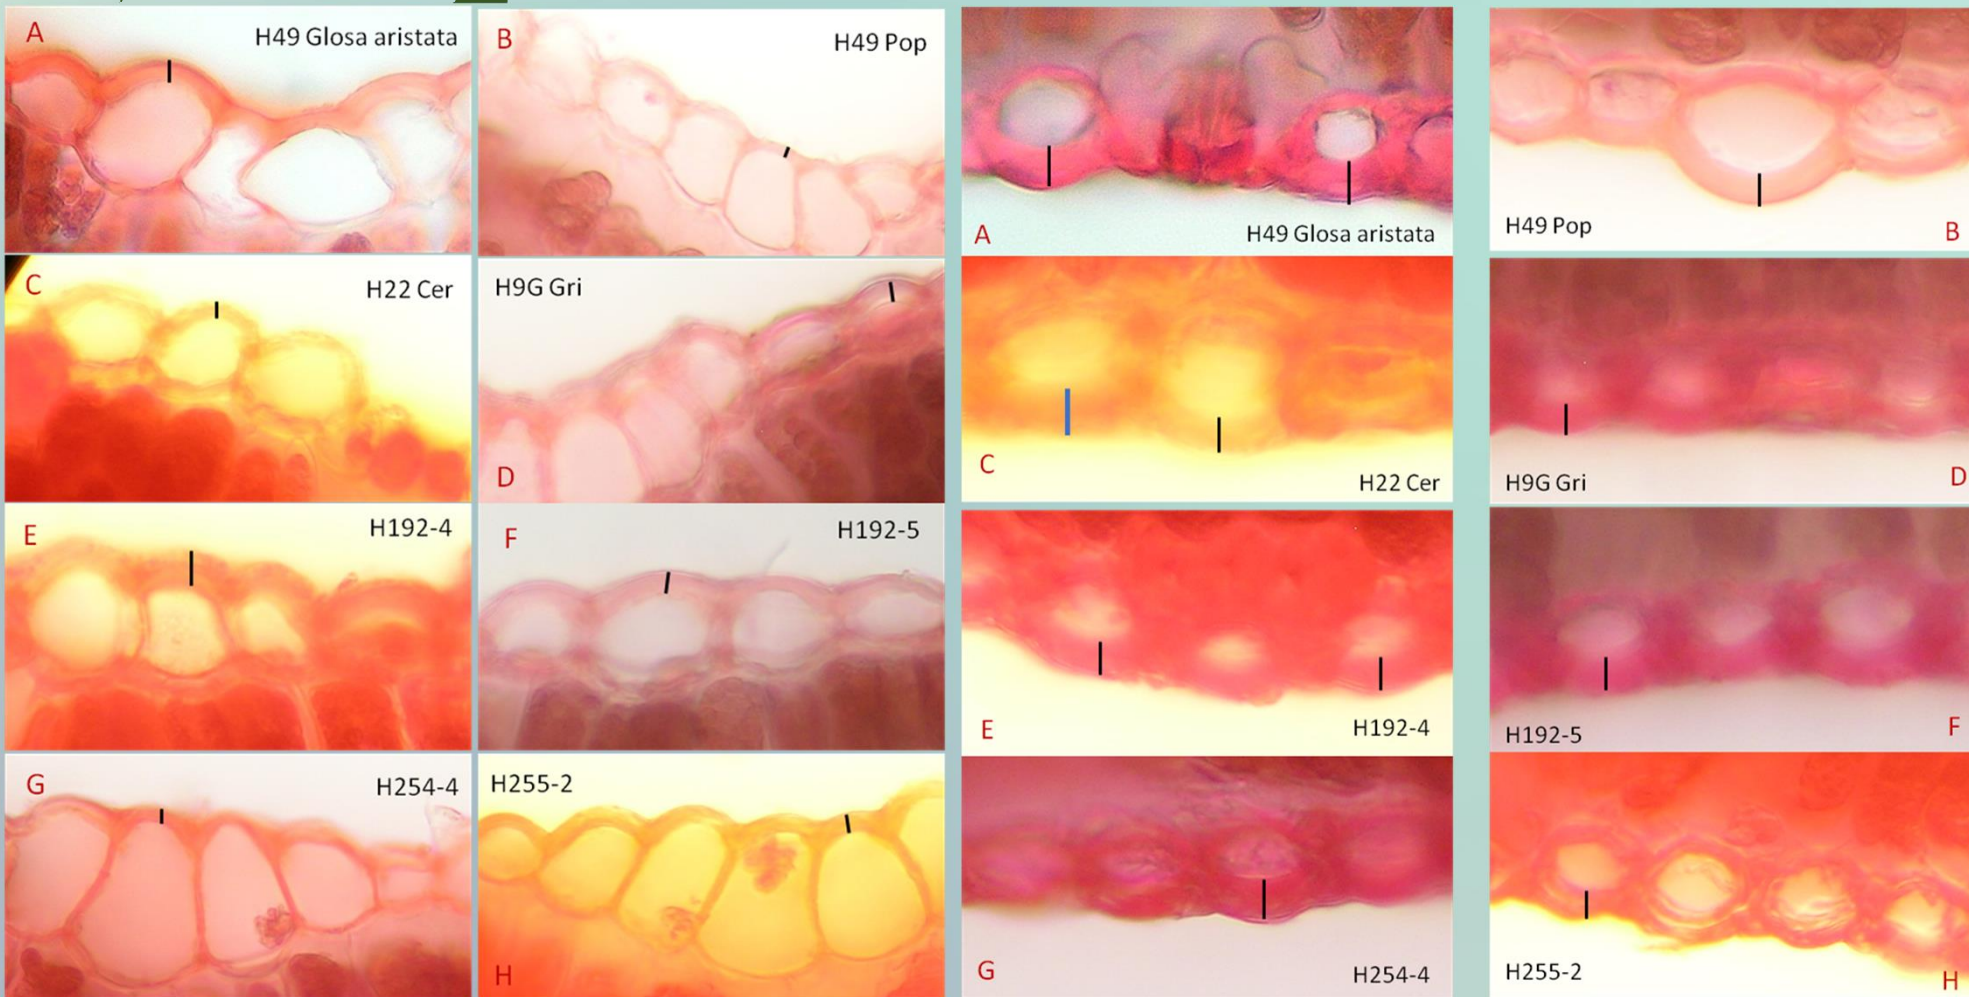 A
H49 Glosa aristata
B
H49 Pop
C
H22 Cer
H9G Gri
D
E
H192-4
F
H192-5
G
H254-4
H255-2
H
A
H49 Glosa aristata
H49 Pop
B
C
H22 Cer
H9G Gri
D
E
H192-4
H192-5
F
G
H254-4
H255-2
H